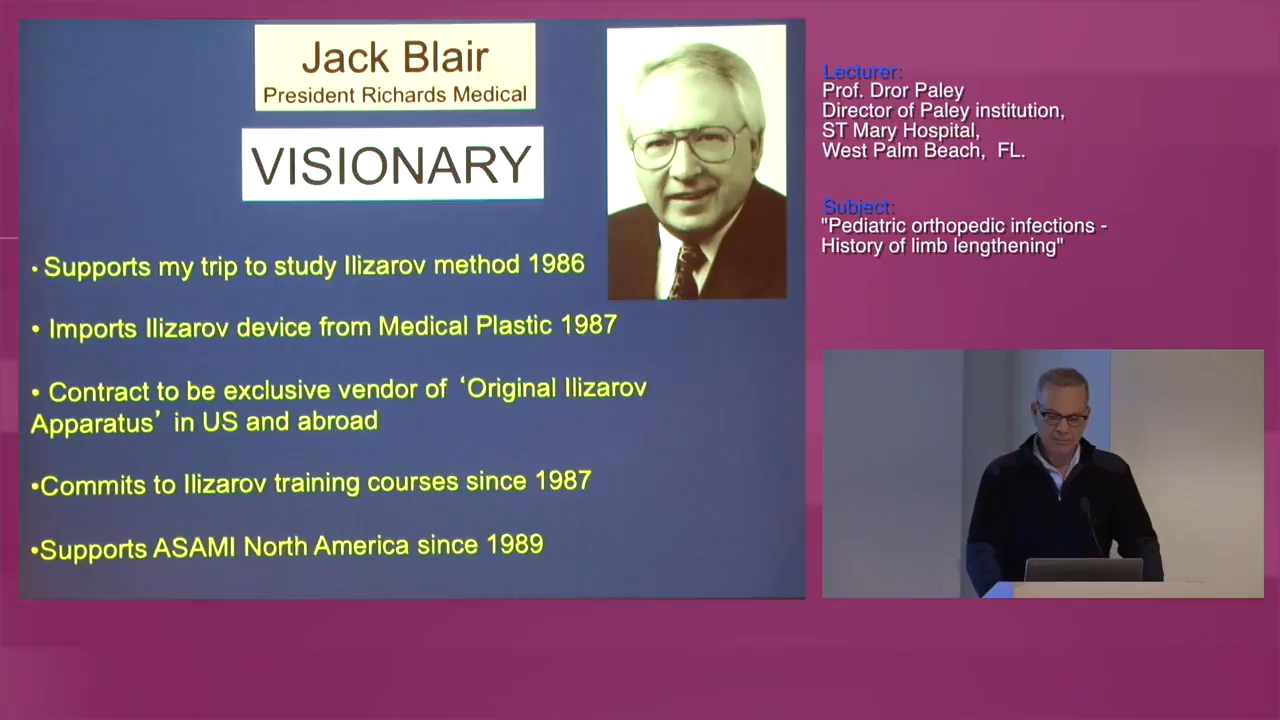 Jack Blair
President Richards Medical
VISIONARY
• Supports my trip to study Ilizarov method 1986
• Imports Ilizarov device from Medical Plastic 1987
• Contract to be exclusive vendor of ‘Original Ilizarov
Apparatus’ in US and abroad
•Commits to Ilizarov training courses since 1987
•Supports ASAMI North America since 1989
Lecturer:
Prof. Dror Paley
Director of Paley institution,
ST Mary Hospital,
West Palm Beach, FL.
Subject:
"Pediatric orthopedic infections -
History of limb lengthening"